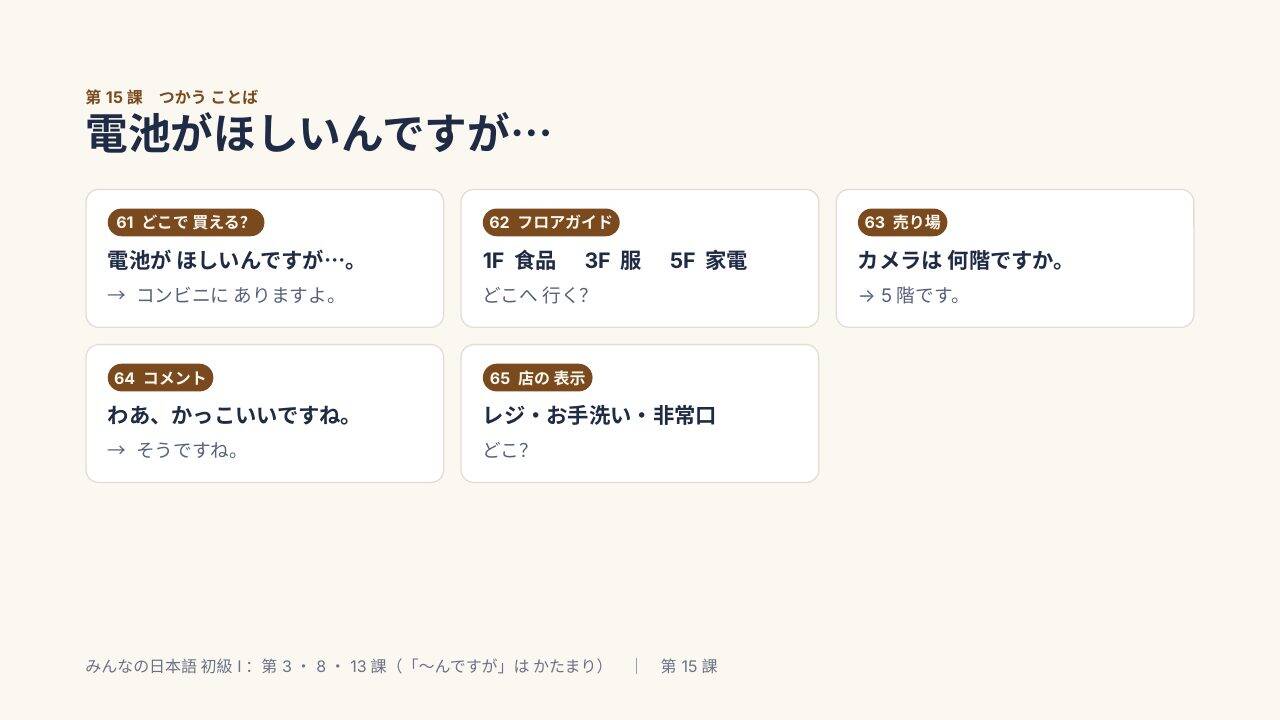 第 15 課　つかう ことば
電池がほしいんですが…
61 どこで 買える？
電池が ほしいんですが…。
→ コンビニに ありますよ。
62 フロアガイド
1F 食品　3F 服　5F 家電
どこへ 行く？
63 売り場
カメラは 何階ですか。
→ 5 階です。
64 コメント
わあ、かっこいいですね。
→ そうですね。
65 店の 表示
レジ・お手洗い・非常口
どこ？
みんなの日本語 初級 I： 第 3 ・ 8 ・ 13 課（「〜んですが」は かたまり）　｜　第 15 課